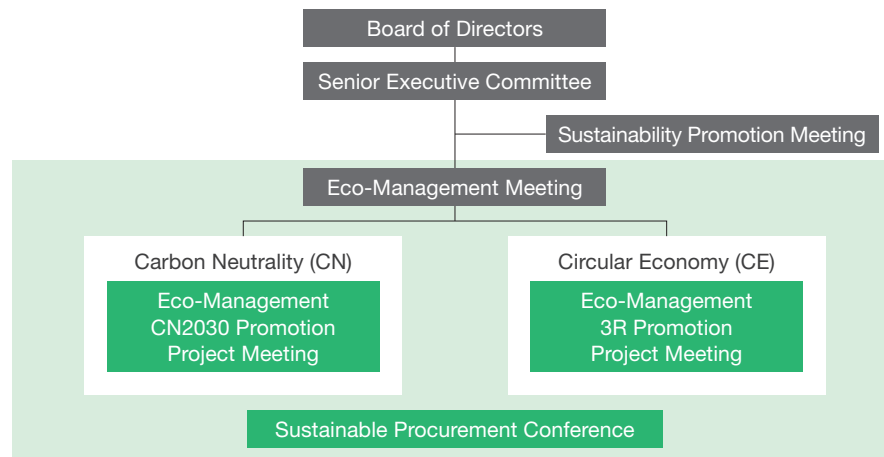 Board of Directors
Senior Executive Committee
Sustainability Promotion Meeting
Eco-Management Meeting
Carbon Neutrality (CN)
Eco-Management
CN2030 Promotion
Project Meeting
Circular Economy (CE)
Eco-Management
3R Promotion
Project Meeting
Sustainable Procurement Conference